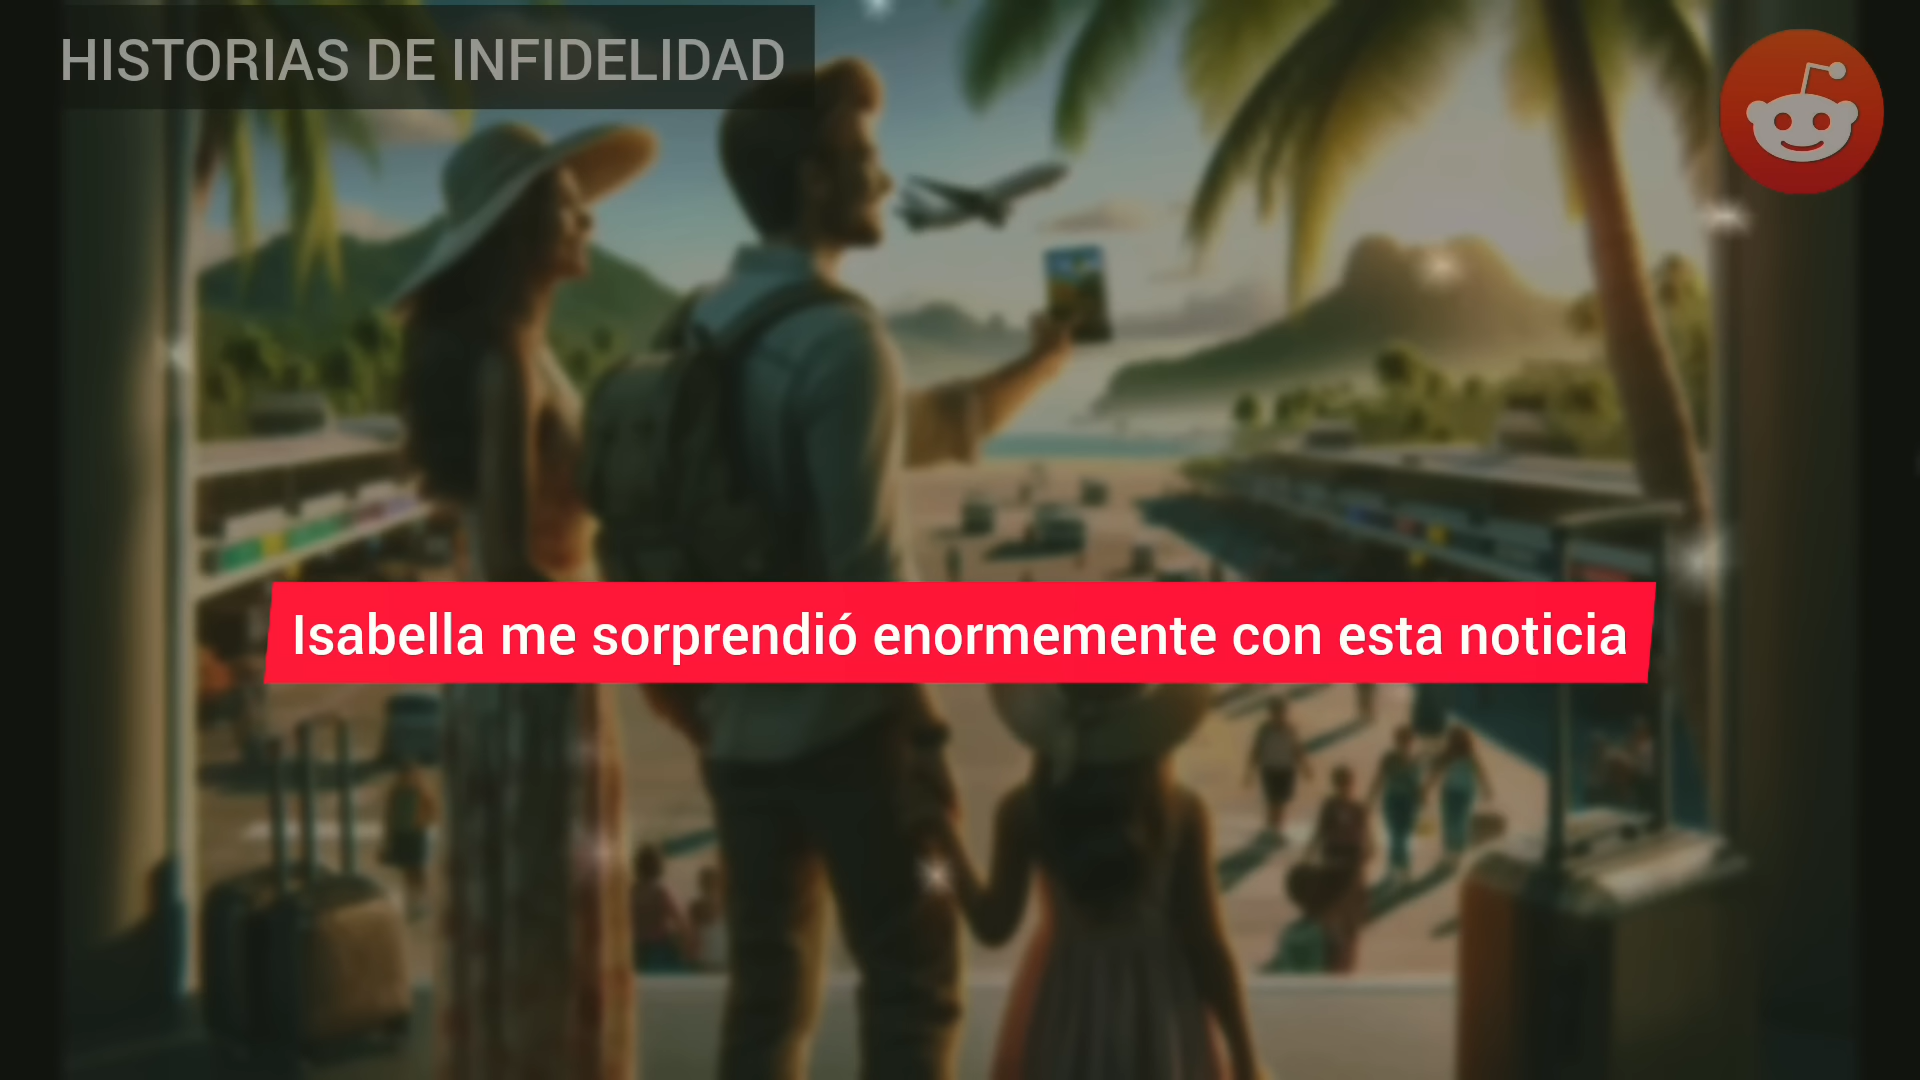 HISTORIAS DE INFIDELIDAD
Isabella me sorprendió enormemente con esta noticia